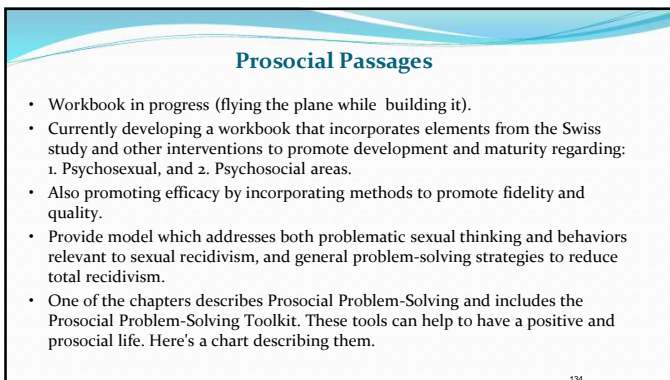 Prosocial Passages
• Workbook in progress (flying the plane while building it).
• Currently developing a workbook that incorporates elements from the Swiss
study and other interventions to promote development and maturity regarding:
1. Psychosexual, and 2. Psychosocial areas.
• Also promoting efficacy by incorporating methods to promote fidelity and
quality.
• Provide model which addresses both problematic sexual thinking and behaviors
relevant to sexual recidivism, and general problem-solving strategies to reduce
total recidivism.
• One of the chapters describes Prosocial Problem-Solving and includes the
Prosocial Problem-Solving Toolkit. These tools can help to have a positive and
prosocial life. Here's a chart describing them.
134